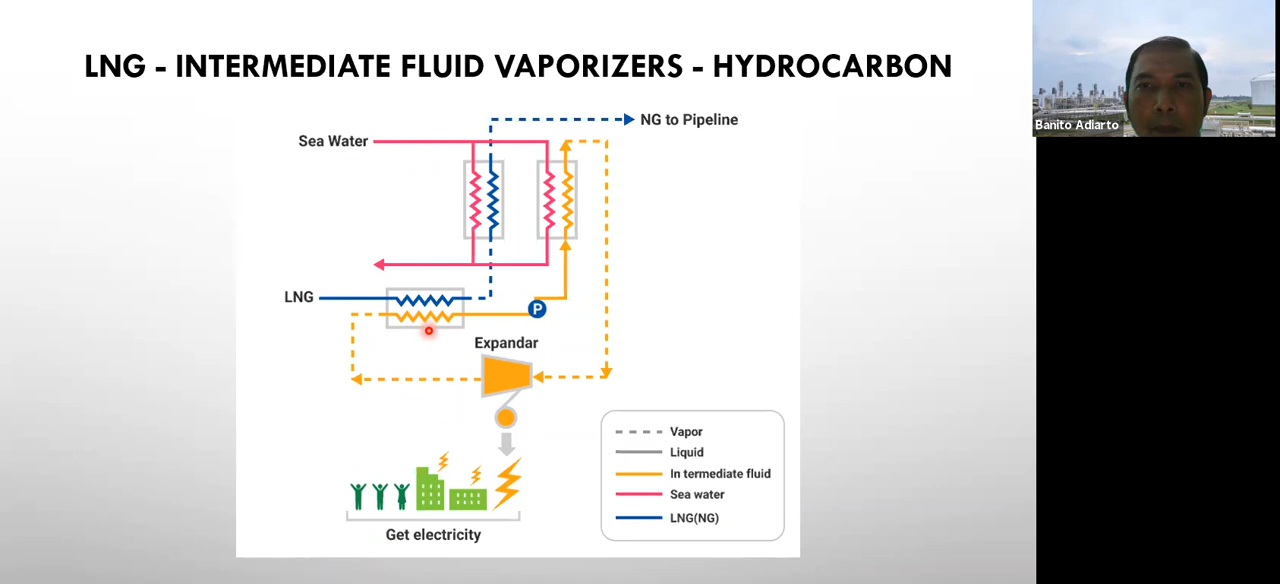 LNG - INTERMEDIATE FLUID VAPORIZERS - HYDROCARBON
Banito Adiarto
NG to Pipeline
Sea Water
LNG
P
Expandar
Vapor
Liquid
In termediate fluid
Sea water
LNG(NG)
Get electricity